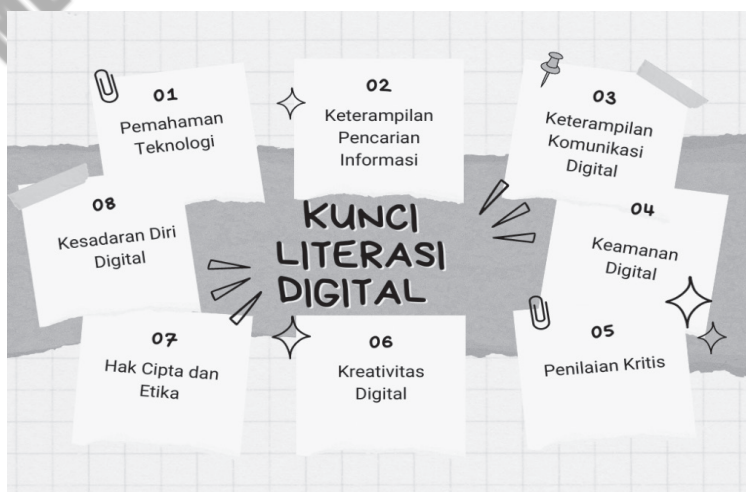 01
Pemahaman
Teknologi
02
Keterampilan
Pencarian
Informasi
03
Keterampilan
Komunikasi
Digital
04
Keamanan
Digital
05
Penilaian Kritis
06
Kreativitas
Digital
07
Hak Cipta dan
Etika
08
Kesadaran Diri
Digital
KUNCI
LITERASI
DIGITAL